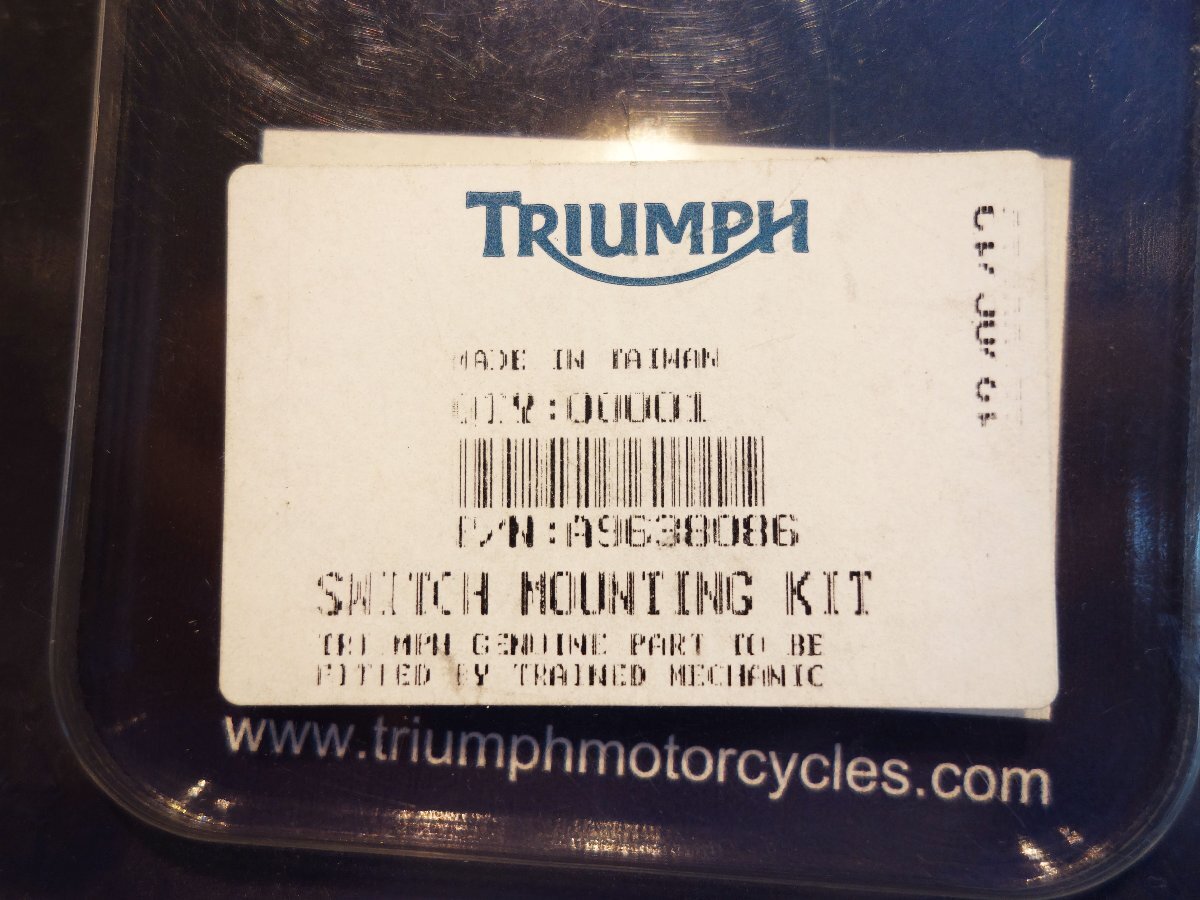 TRIUMPH
MADE IN TAIWAN
QTY:00001
P/N:A9638086
SWITCH MOUNTING KIT
TRIUMPH GENUINE PART TO BE
FITTED BY TRAINED MECHANIC
www.triumphmotorcycles.com